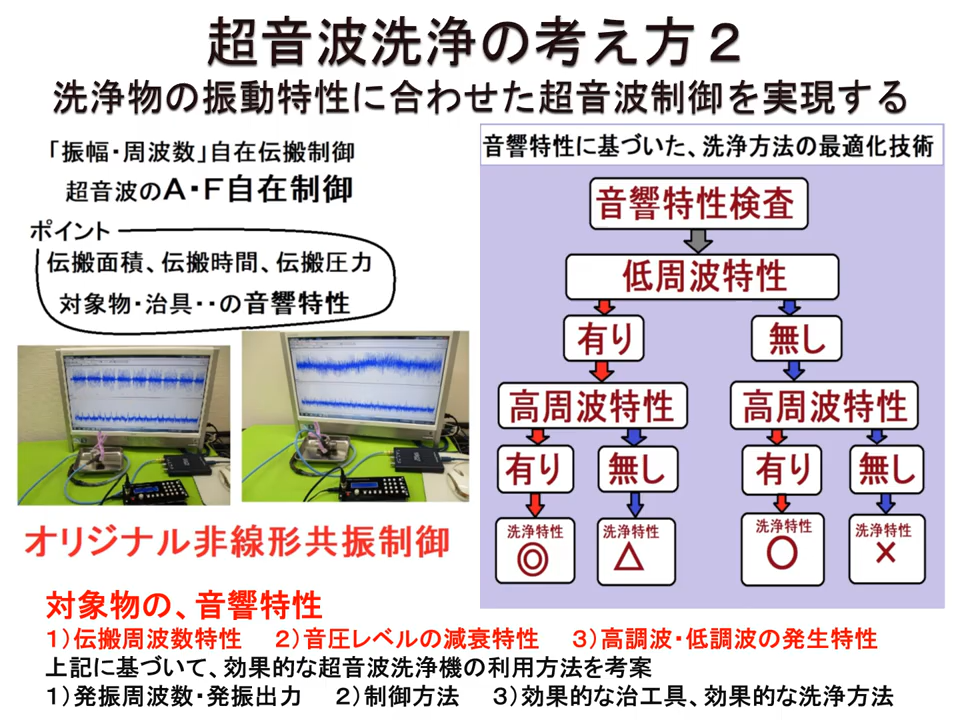 超音波洗浄の考え方２
洗浄物の振動特性に合わせた超音波制御を実現する
「振幅・周波数」自在伝搬制御
超音波のＡ・Ｆ自在制御
ポイント
伝搬面積、伝搬時間、伝搬圧力
対象物・治具・・の音響特性
オリジナル非線形共振制御
音響特性に基づいた、洗浄方法の最適化技術
音響特性検査
低周波特性
有り
無し
高周波特性
高周波特性
有り
無し
有り
無し
洗浄特性
◎
洗浄特性
△
洗浄特性
○
洗浄特性
×
対象物の、音響特性
１）伝搬周波数特性　２）音圧レベルの減衰特性　３）高調波・低調波の発生特性
上記に基づいて、効果的な超音波洗浄機の利用方法を考案
１）発振周波数・発振出力　２）制御方法　３）効果的な治工具、効果的な洗浄方法